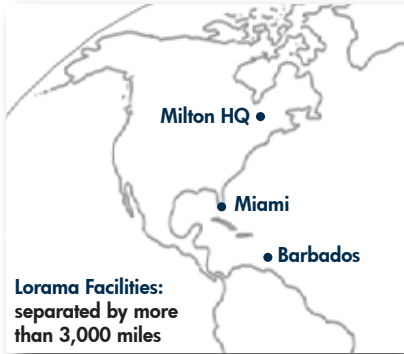 Milton HQ
Miami
Barbados
Lorama Facilities:
separated by more
than 3,000 miles